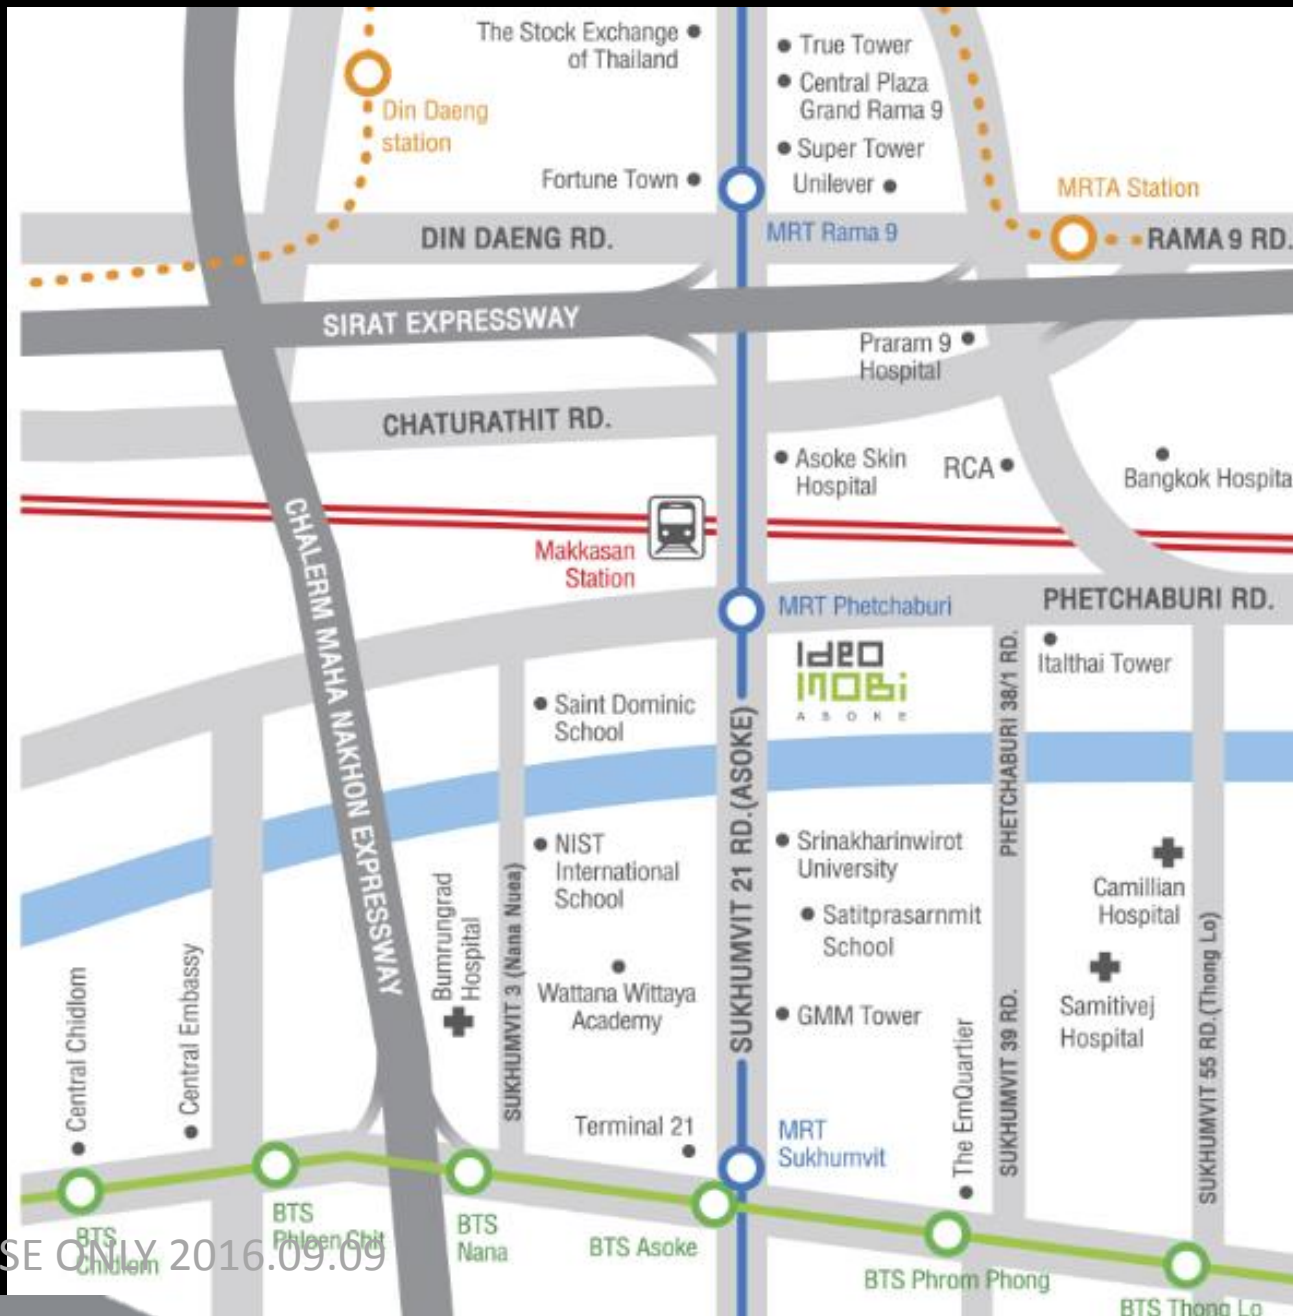 The Stock Exchange
of Thailand
True Tower
Central Plaza
Grand Rama 9
Din Daeng
station
Super Tower
Fortune Town
Unilever
MRTA Station
DIN DAENG RD.
MRT Rama 9
RAMA 9 RD.
SIRAT EXPRESSWAY
Praram 9
Hospital
CHATURATHIT RD.
Asoke Skin
Hospital
RCA
Bangkok Hospita
CHALERM MAHA NAKHON EXPRESSWAY
Makkasan
Station
MRT Phetchaburi
PHETCHABURI RD.
IdeO
MOBi
ASOKE
PHETCHABURI 38/1 RD.
Italthai Tower
Saint Dominic
School
SUKHUMVIT 21 RD.(ASOKE)
NIST
International
School
Srinakharinwirot
University
Camillian
Hospital
Bumrungrad
Hospital
SUKHUMVIT 3 (Nana Nuea)
Satitprasarnmit
School
Wattana Wittaya
Academy
GMM Tower
Samitivej
Hospital
Central Chidlom
Central Embassy
The EmQuartier
SUKHUMVIT 39 RD.
SUKHUMVIT 55 RD.(Thong Lo)
Terminal 21
MRT
Sukhumvit
BTS
Chidlom
BTS
Phloen Chit
BTS
Nana
BTS Asoke
BTS Phrom Phong
BTS Thong Lo
SE ONLY 2016.09.09